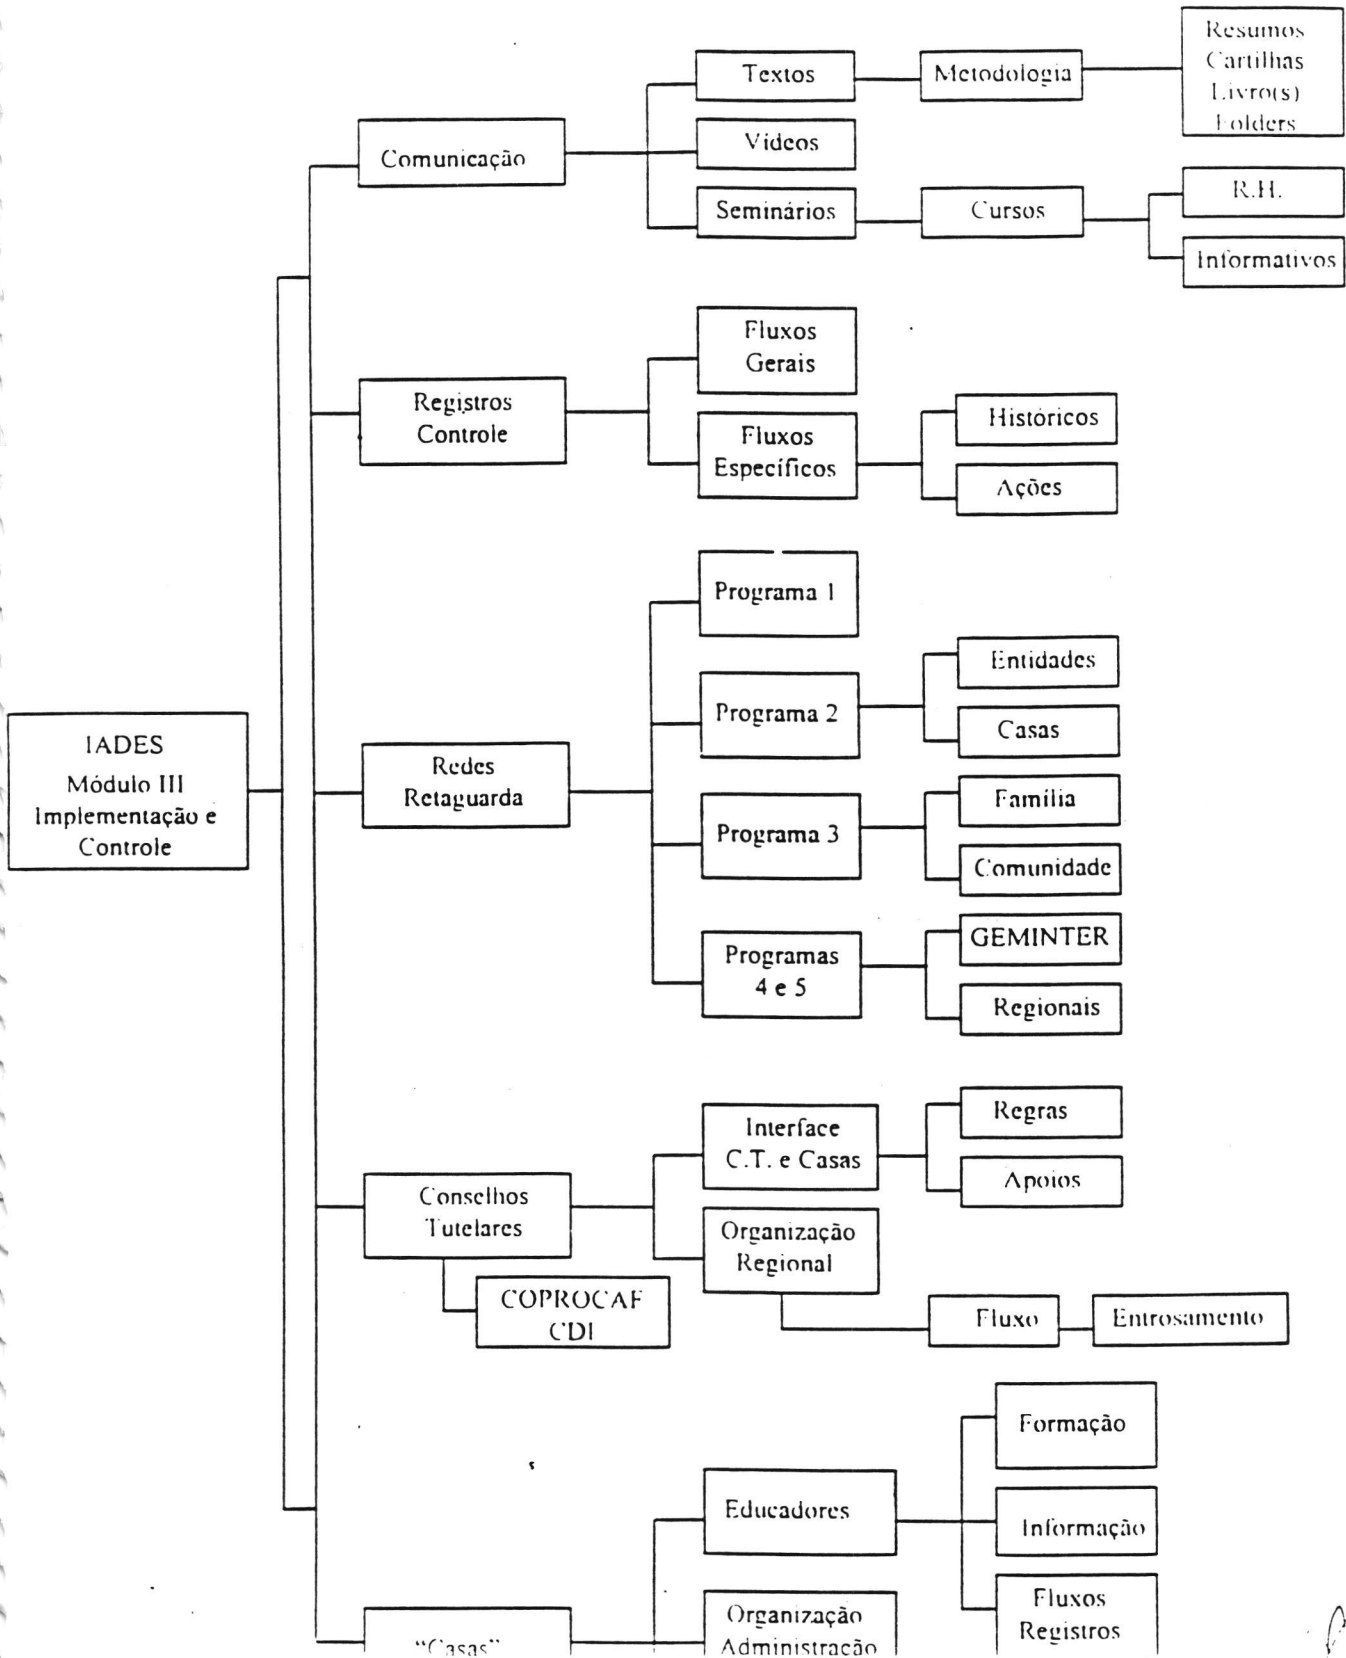 Resumos
Cartilhas
Livro(s)
Folders
Textos
Metodologia
Vídeos
Comunicação
Seminários
Cursos
R.H.
Informativos
Fluxos
Gerais
Registros
Controle
Fluxos
Específicos
Históricos
Ações
Programa 1
Programa 2
Entidades
Casas
IADES
Módulo III
Implementação e
Controle
Redes
Retaguarda
Programa 3
Família
Comunidade
Programas
4 e 5
GEMINTER
Regionais
Conselhos
Tutelares
Interface
C.T. e Casas
Regras
Apoios
Organização
Regional
COPROCAF
CDI
Fluxo
Entrosamento
Educadores
Formação
Informação
Fluxos
Registros
"Casas"
Organização
Administração